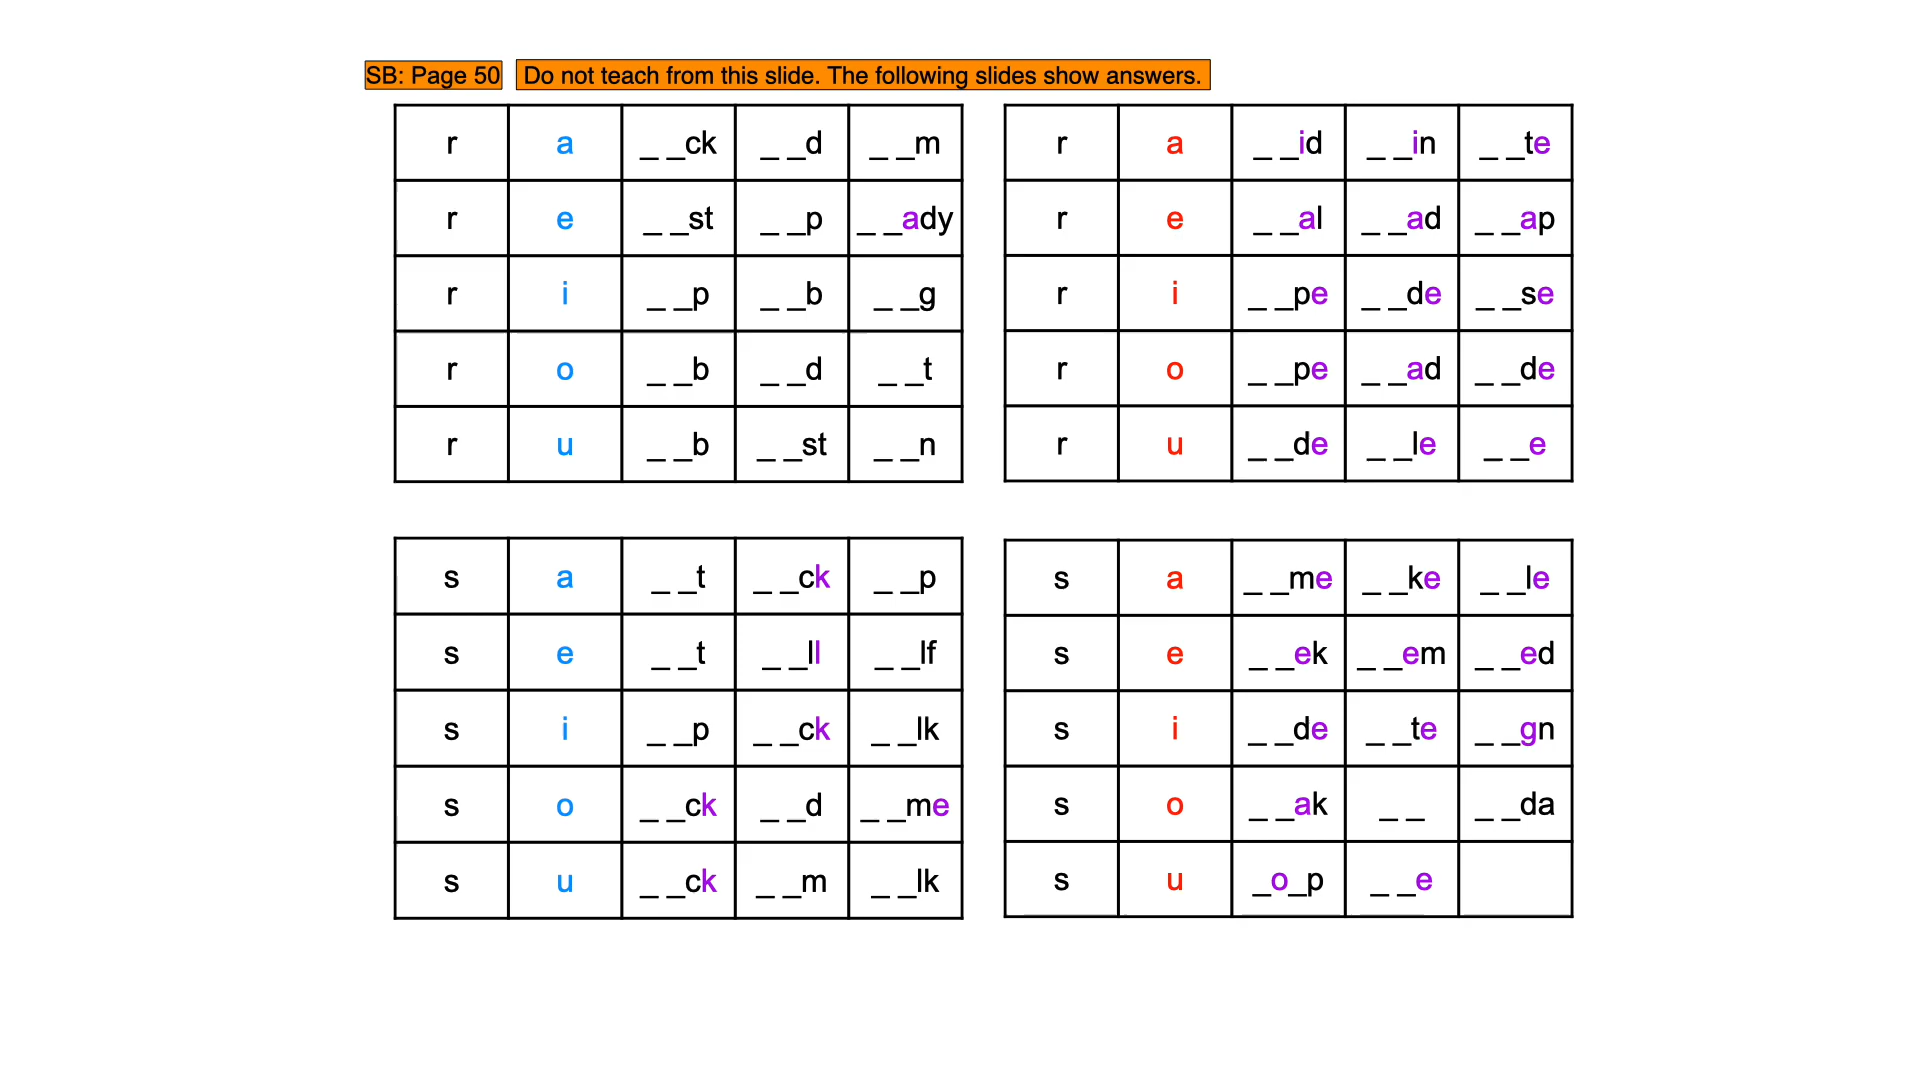 SB: Page 50 Do not teach from this slide. The following slides show answers.
r a _ _ck _ _d _ _m
r e _ _st _ _p _ _ady
r i _ _p _ _b _ _g
r o _ _b _ _d _ _t
r u _ _b _ _st _ _n
r a _ _id _ _in _ _te
r e _ _al _ _ad _ _ap
r i _ _pe _ _de _ _se
r o _ _pe _ _ad _ _de
r u _ _de _ _le _ _e
s a _ _t _ _ck _ _p
s e _ _t _ _ll _ _lf
s i _ _p _ _ck _ _lk
s o _ _ck _ _d _ _me
s u _ _ck _ _m _ _lk
s a _ _me _ _ke _ _le
s e _ _ek _ _em _ _ed
s i _ _de _ _te _ _gn
s o _ _ak _ _ _ _da
s u _o_p _ _e